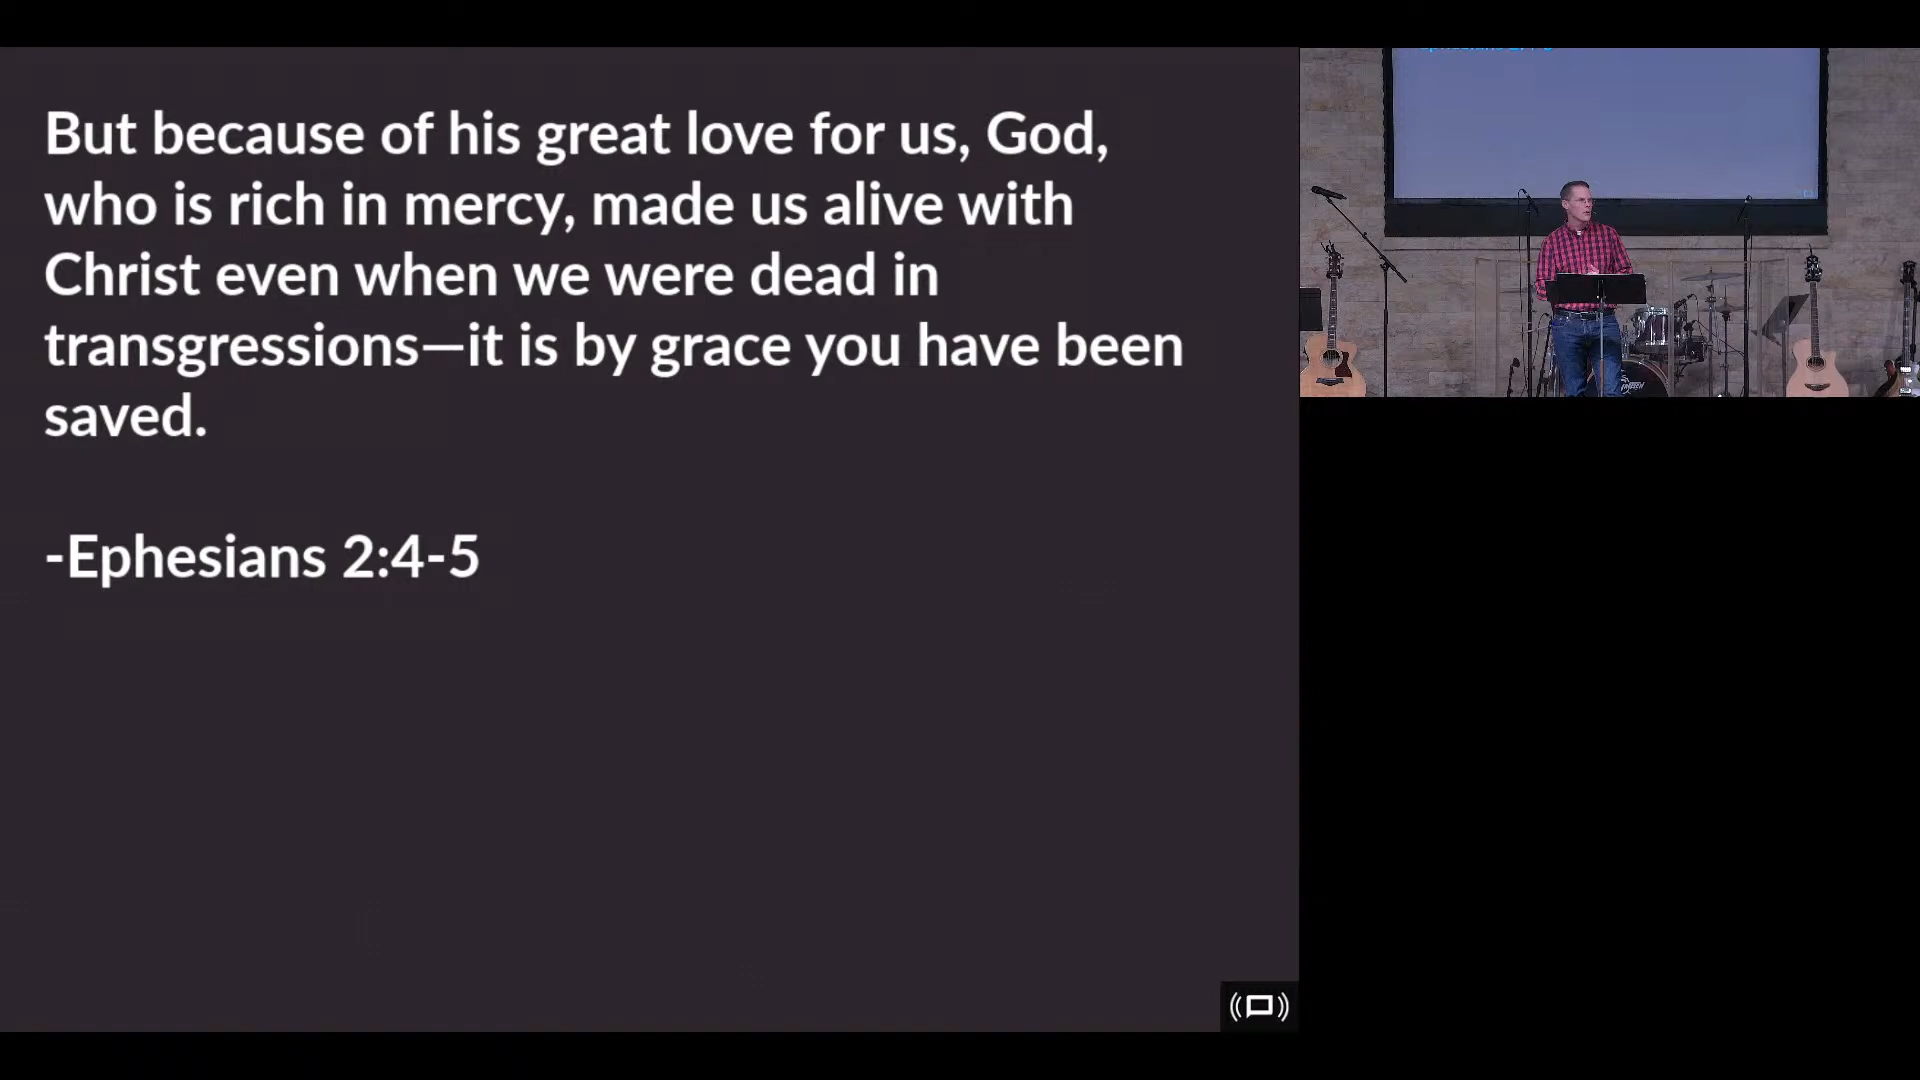 But because of his great love for us, God,
who is rich in mercy, made us alive with
Christ even when we were dead in
transgressions—it is by grace you have been
saved.
-Ephesians 2:4-5